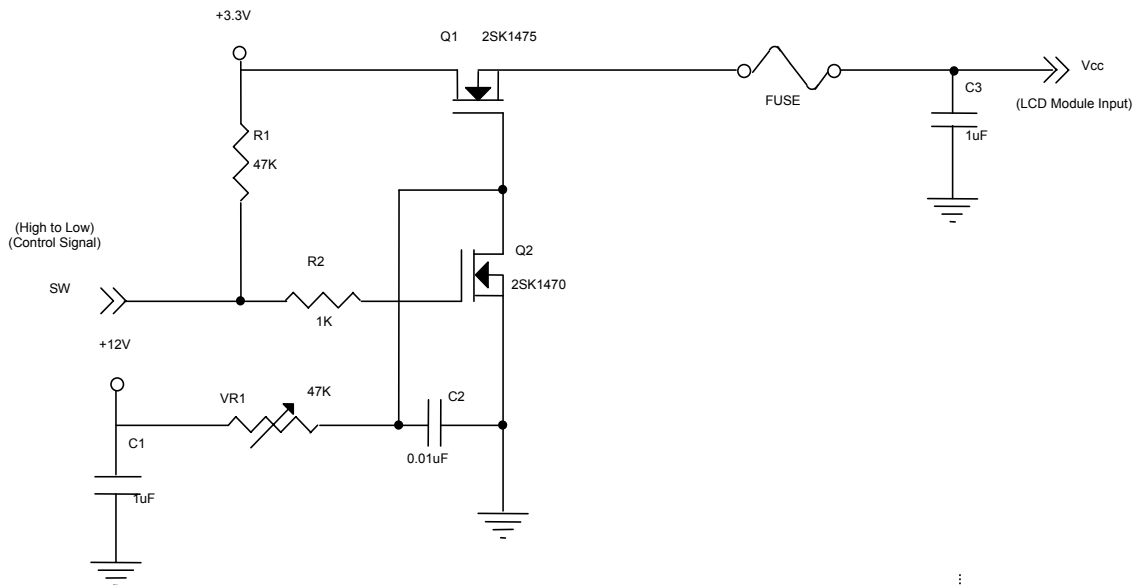 +3.3V
Q1 2SK1475
Vcc
FUSE
C3
(LCD Module Input)
1uF
R1
47K
(High to Low)
(Control Signal)
Q2
R2
2SK1470
SW
1K
+12V
VR1
47K
C2
C1
0.01uF
1uF